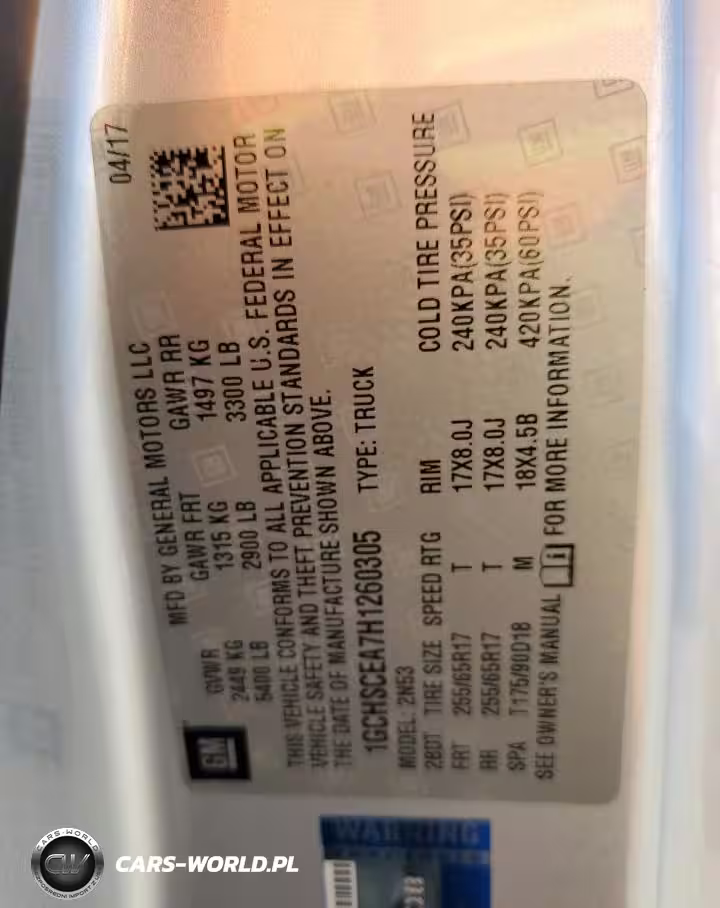 MFD BY GENERAL MOTORS LLC 04/17
GVWR GAWR FRT GAWR RR
2449 KG 1315 KG 1497 KG
5400 LB 2900 LB 3300 LB
THIS VEHICLE CONFORMS TO ALL APPLICABLE U.S. FEDERAL MOTOR
VEHICLE SAFETY AND THEFT PREVENTION STANDARDS IN EFFECT ON
THE DATE OF MANUFACTURE SHOWN ABOVE.
1GCHSCEA7H1260305 TYPE: TRUCK
MODEL: 2N53
2BDT TIRE SIZE SPEED RTG RIM COLD TIRE PRESSURE
FRT 255/65R17 T 17X8.0J 240KPA(35PSI)
RR 255/65R17 T 17X8.0J 240KPA(35PSI)
SPA T175/90D18 M 18X4.5B 420KPA(60PSI)
SEE OWNER'S MANUAL FOR MORE INFORMATION.
GM
WARNING
CARS-WORLD
CW
CARS-WORLD.PL